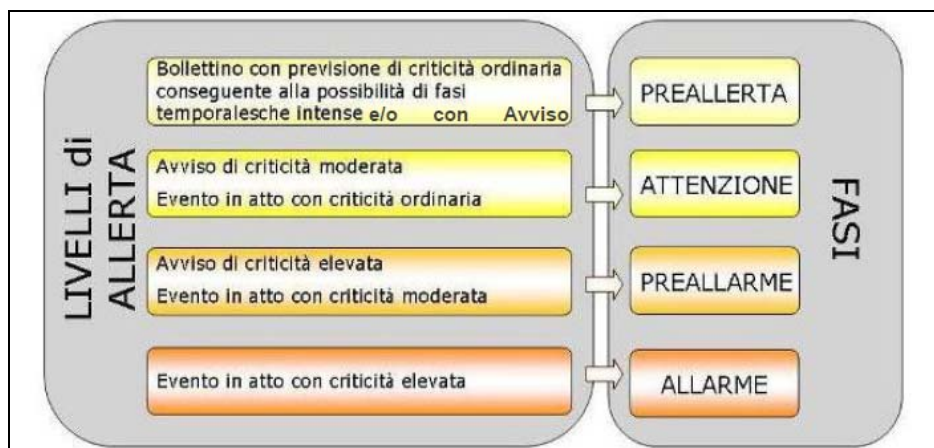 LIVELLI di
ALLERTA
Bollettino con previsione di criticità ordinaria
conseguente alla possibilità di fasi
temporalesche intense e/o con Avviso
PREALLERTA
Avviso di criticità moderata
Evento in atto con criticità ordinaria
ATTENZIONE
Avviso di criticità elevata
Evento in atto con criticità moderata
PREALLARME
Evento in atto con criticità elevata
ALLARME
FASI